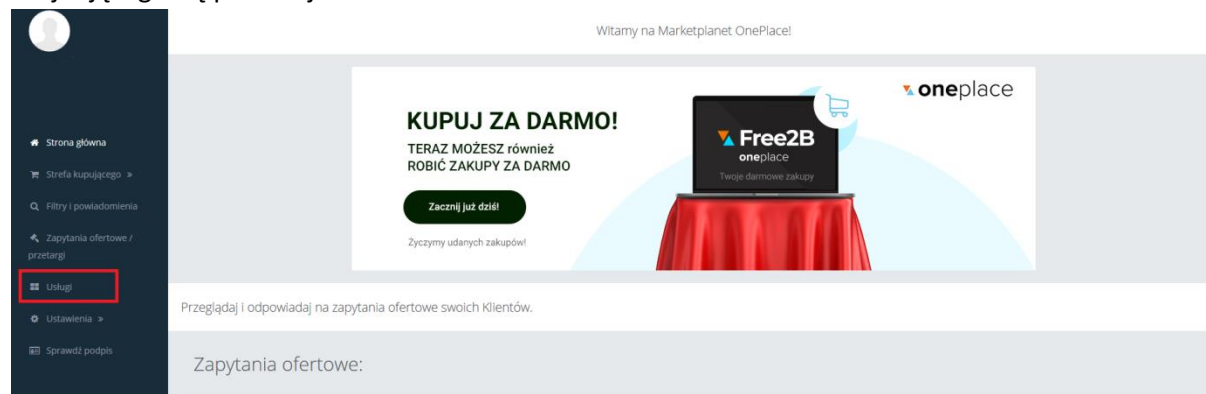 Witamy na Marketplanet OnePlace!
Strona główna
Strefa kupującego »
Filtry i powiadomienia
Zapytania ofertowe /
przetargi
Usługi
Ustawienia »
Sprawdź podpis
oneplace
KUPUJ ZA DARMO!
TERAZ MOŻESZ również
ROBIĆ ZAKUPY ZA DARMO
Zacznij już dziś!
Życzymy udanych zakupów!
Free2B
oneplace
Twoje darmowe zakupy
Przeglądaj i odpowiadaj na zapytania ofertowe swoich Klientów.
Zapytania ofertowe: